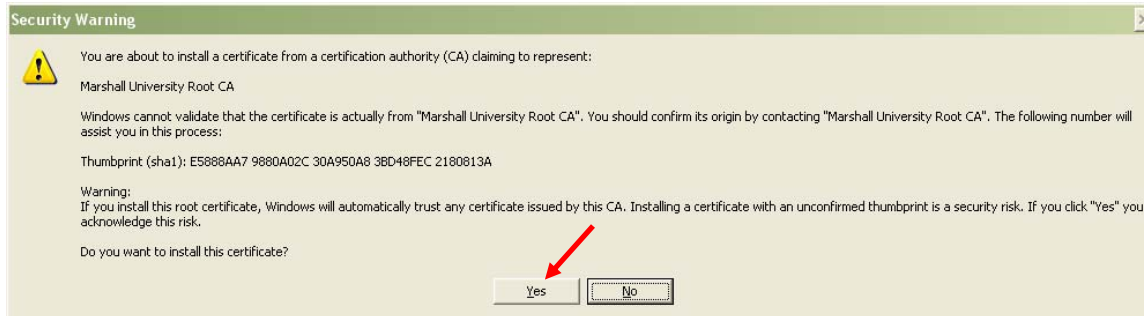 Security Warning
You are about to install a certificate from a certification authority (CA) claiming to represent:
Marshall University Root CA
Windows cannot validate that the certificate is actually from "Marshall University Root CA". You should confirm its origin by contacting "Marshall University Root CA". The following number will
assist you in this process:
Thumbprint (sha1): E5888AA7 9880A02C 30A950A8 3BD48FEC 2180813A
Warning:
If you install this root certificate, Windows will automatically trust any certificate issued by this CA. Installing a certificate with an unconfirmed thumbprint is a security risk. If you click "Yes" you
acknowledge this risk.
Do you want to install this certificate?
Yes No